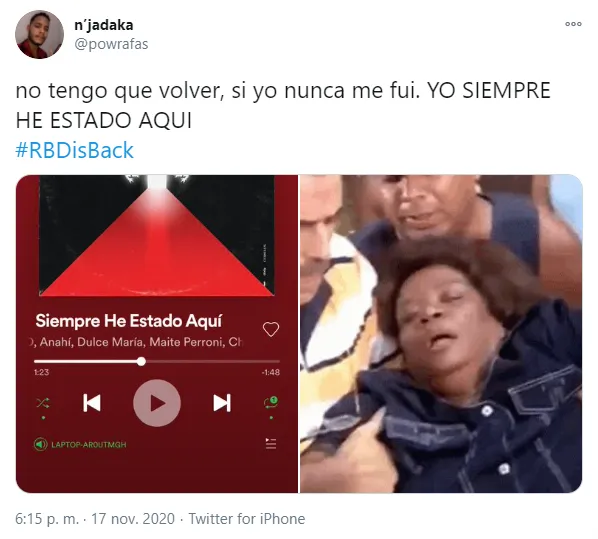 n'jadaka
@powrafas
no tengo que volver, si yo nunca me fui. YO SIEMPRE
HE ESTADO AQUI
#RBDisBack
Siempre He Estado Aquí
, Anahí, Dulce María, Maite Perroni, Ch
1:23
-1:48
LAPTOP-AR0UTMGH
6:15 p. m. · 17 nov. 2020 · Twitter for iPhone